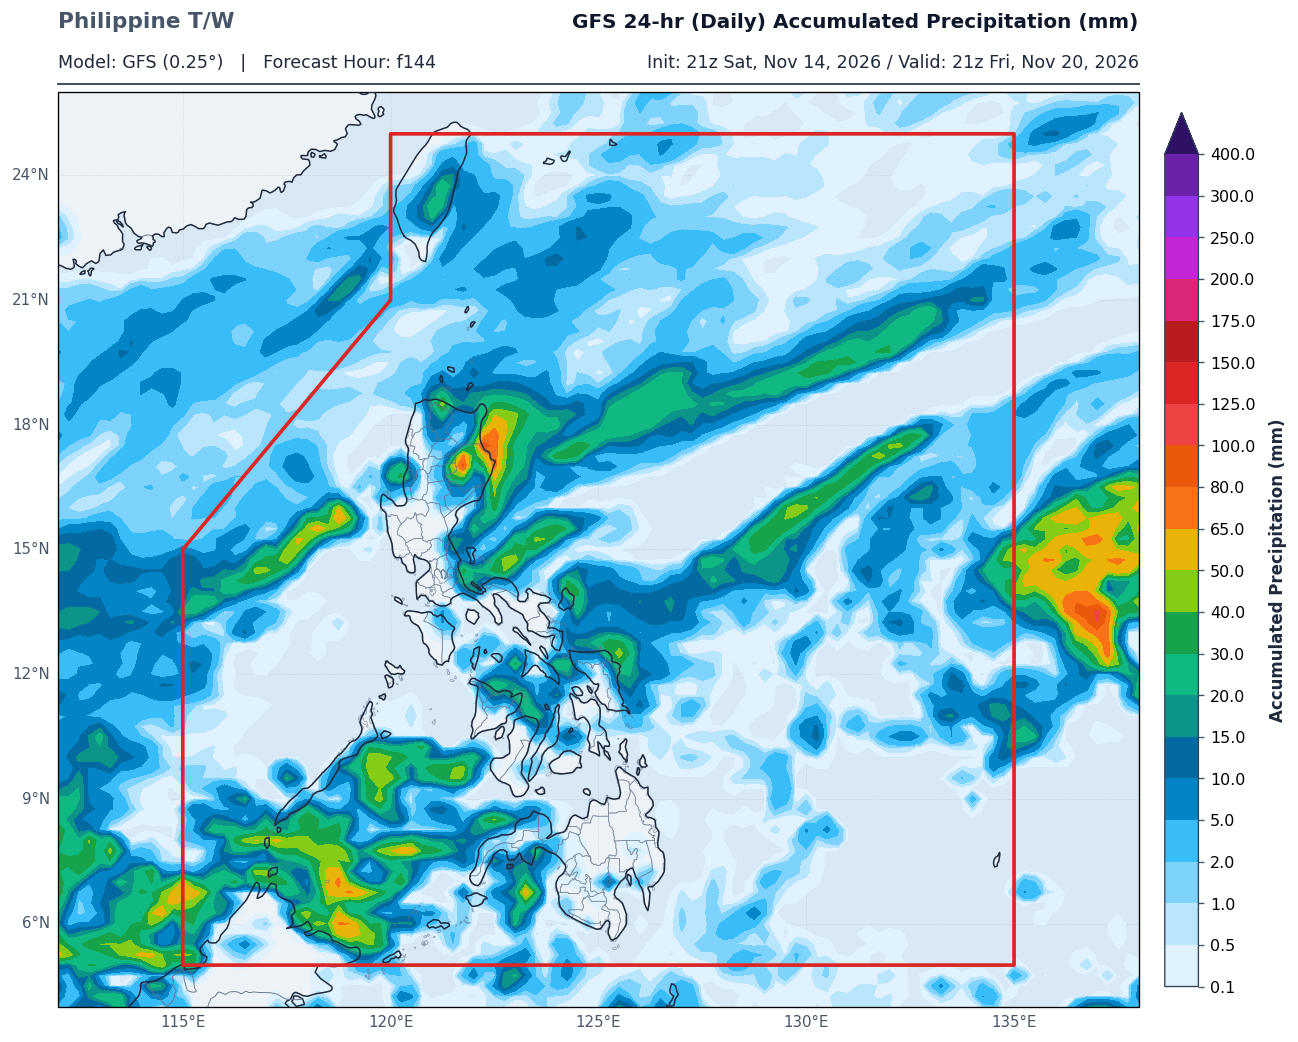 Philippine T/W
GFS 24-hr (Daily) Accumulated Precipitation (mm)
Model: GFS (0.25°)   |   Forecast Hour: f144
Init: 21z Sat, Nov 14, 2026 / Valid: 21z Fri, Nov 20, 2026
24°N
21°N
18°N
15°N
12°N
9°N
6°N
115°E
120°E
125°E
130°E
135°E
400.0
300.0
250.0
200.0
175.0
150.0
125.0
100.0
80.0
65.0
50.0
40.0
30.0
20.0
15.0
10.0
5.0
2.0
1.0
0.5
0.1
Accumulated Precipitation (mm)